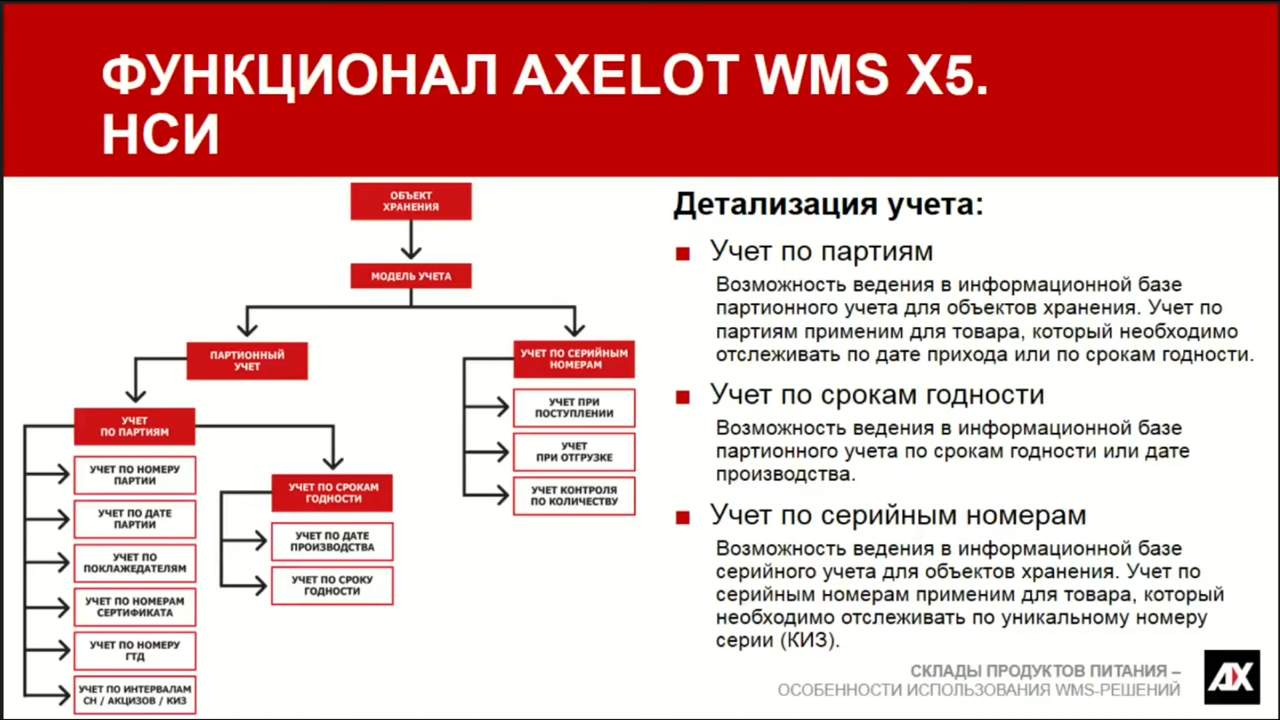 ФУНКЦИОНАЛ AXELOT WMS X5.
НСИ
ОБЪЕКТ
ХРАНЕНИЯ
МОДЕЛЬ УЧЕТА
ПАРТИОННЫЙ
УЧЕТ
УЧЕТ ПО СЕРИЙНЫМ
НОМЕРАМ
УЧЕТ ПРИ
ПОСТУПЛЕНИИ
УЧЕТ
ПРИ ОТГРУЗКЕ
УЧЕТ КОНТРОЛЯ
ПО КОЛИЧЕСТВУ
УЧЕТ
ПО ПАРТИЯМ
УЧЕТ ПО НОМЕРУ
ПАРТИИ
УЧЕТ ПО ДАТЕ
ПАРТИИ
УЧЕТ ПО
ПОКЛАЖЕДАТЕЛЯМ
УЧЕТ ПО НОМЕРАМ
СЕРТИФИКАТА
УЧЕТ ПО НОМЕРУ
ГТД
УЧЕТ ПО ИНТЕРВАЛАМ
СН / АКЦИЗОВ / КИЗ
УЧЕТ ПО СРОКАМ
ГОДНОСТИ
УЧЕТ ПО ДАТЕ
ПРОИЗВОДСТВА
УЧЕТ ПО СРОКУ
ГОДНОСТИ
Детализация учета:
Учет по партиям
Возможность ведения в информационной базе
партионного учета для объектов хранения. Учет по
партиям применим для товара, который необходимо
отслеживать по дате прихода или по срокам годности.
Учет по срокам годности
Возможность ведения в информационной базе
партионного учета по срокам годности или дате
производства.
Учет по серийным номерам
Возможность ведения в информационной базе
серийного учета для объектов хранения. Учет по
серийным номерам применим для товара, который
необходимо отслеживать по уникальному номеру
серии (КИЗ).
СКЛАДЫ ПРОДУКТОВ ПИТАНИЯ –
ОСОБЕННОСТИ ИСПОЛЬЗОВАНИЯ WMS-РЕШЕНИЙ
AX